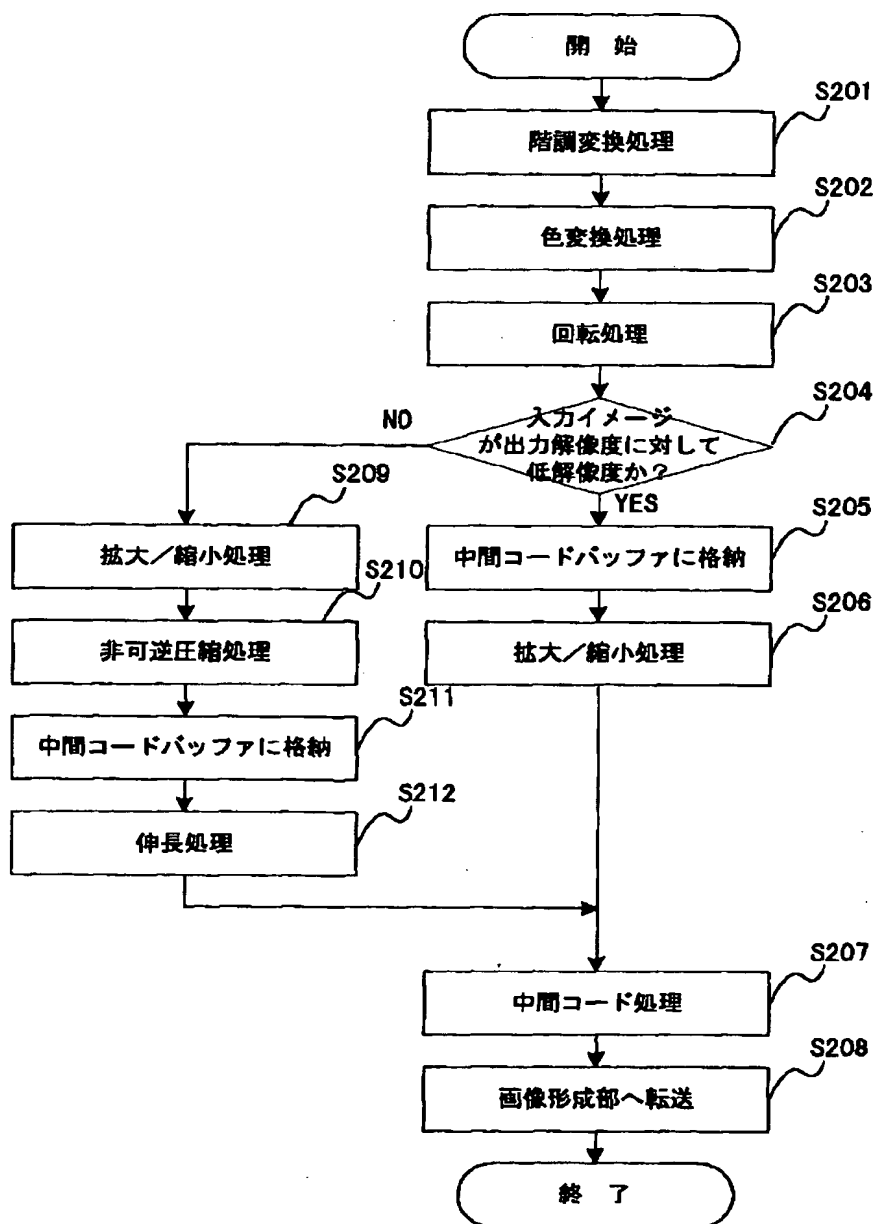 開 始
S201
階調変換処理
S202
色変換処理
S203
回転処理
S204
入力イメージ
が出力解像度に対して
低解像度か？
NO
YES
S209
拡大／縮小処理
S210
非可逆圧縮処理
S211
中間コードバッファに格納
S212
伸長処理
S205
中間コードバッファに格納
S206
拡大／縮小処理
S207
中間コード処理
S208
画像形成部へ転送
終 了